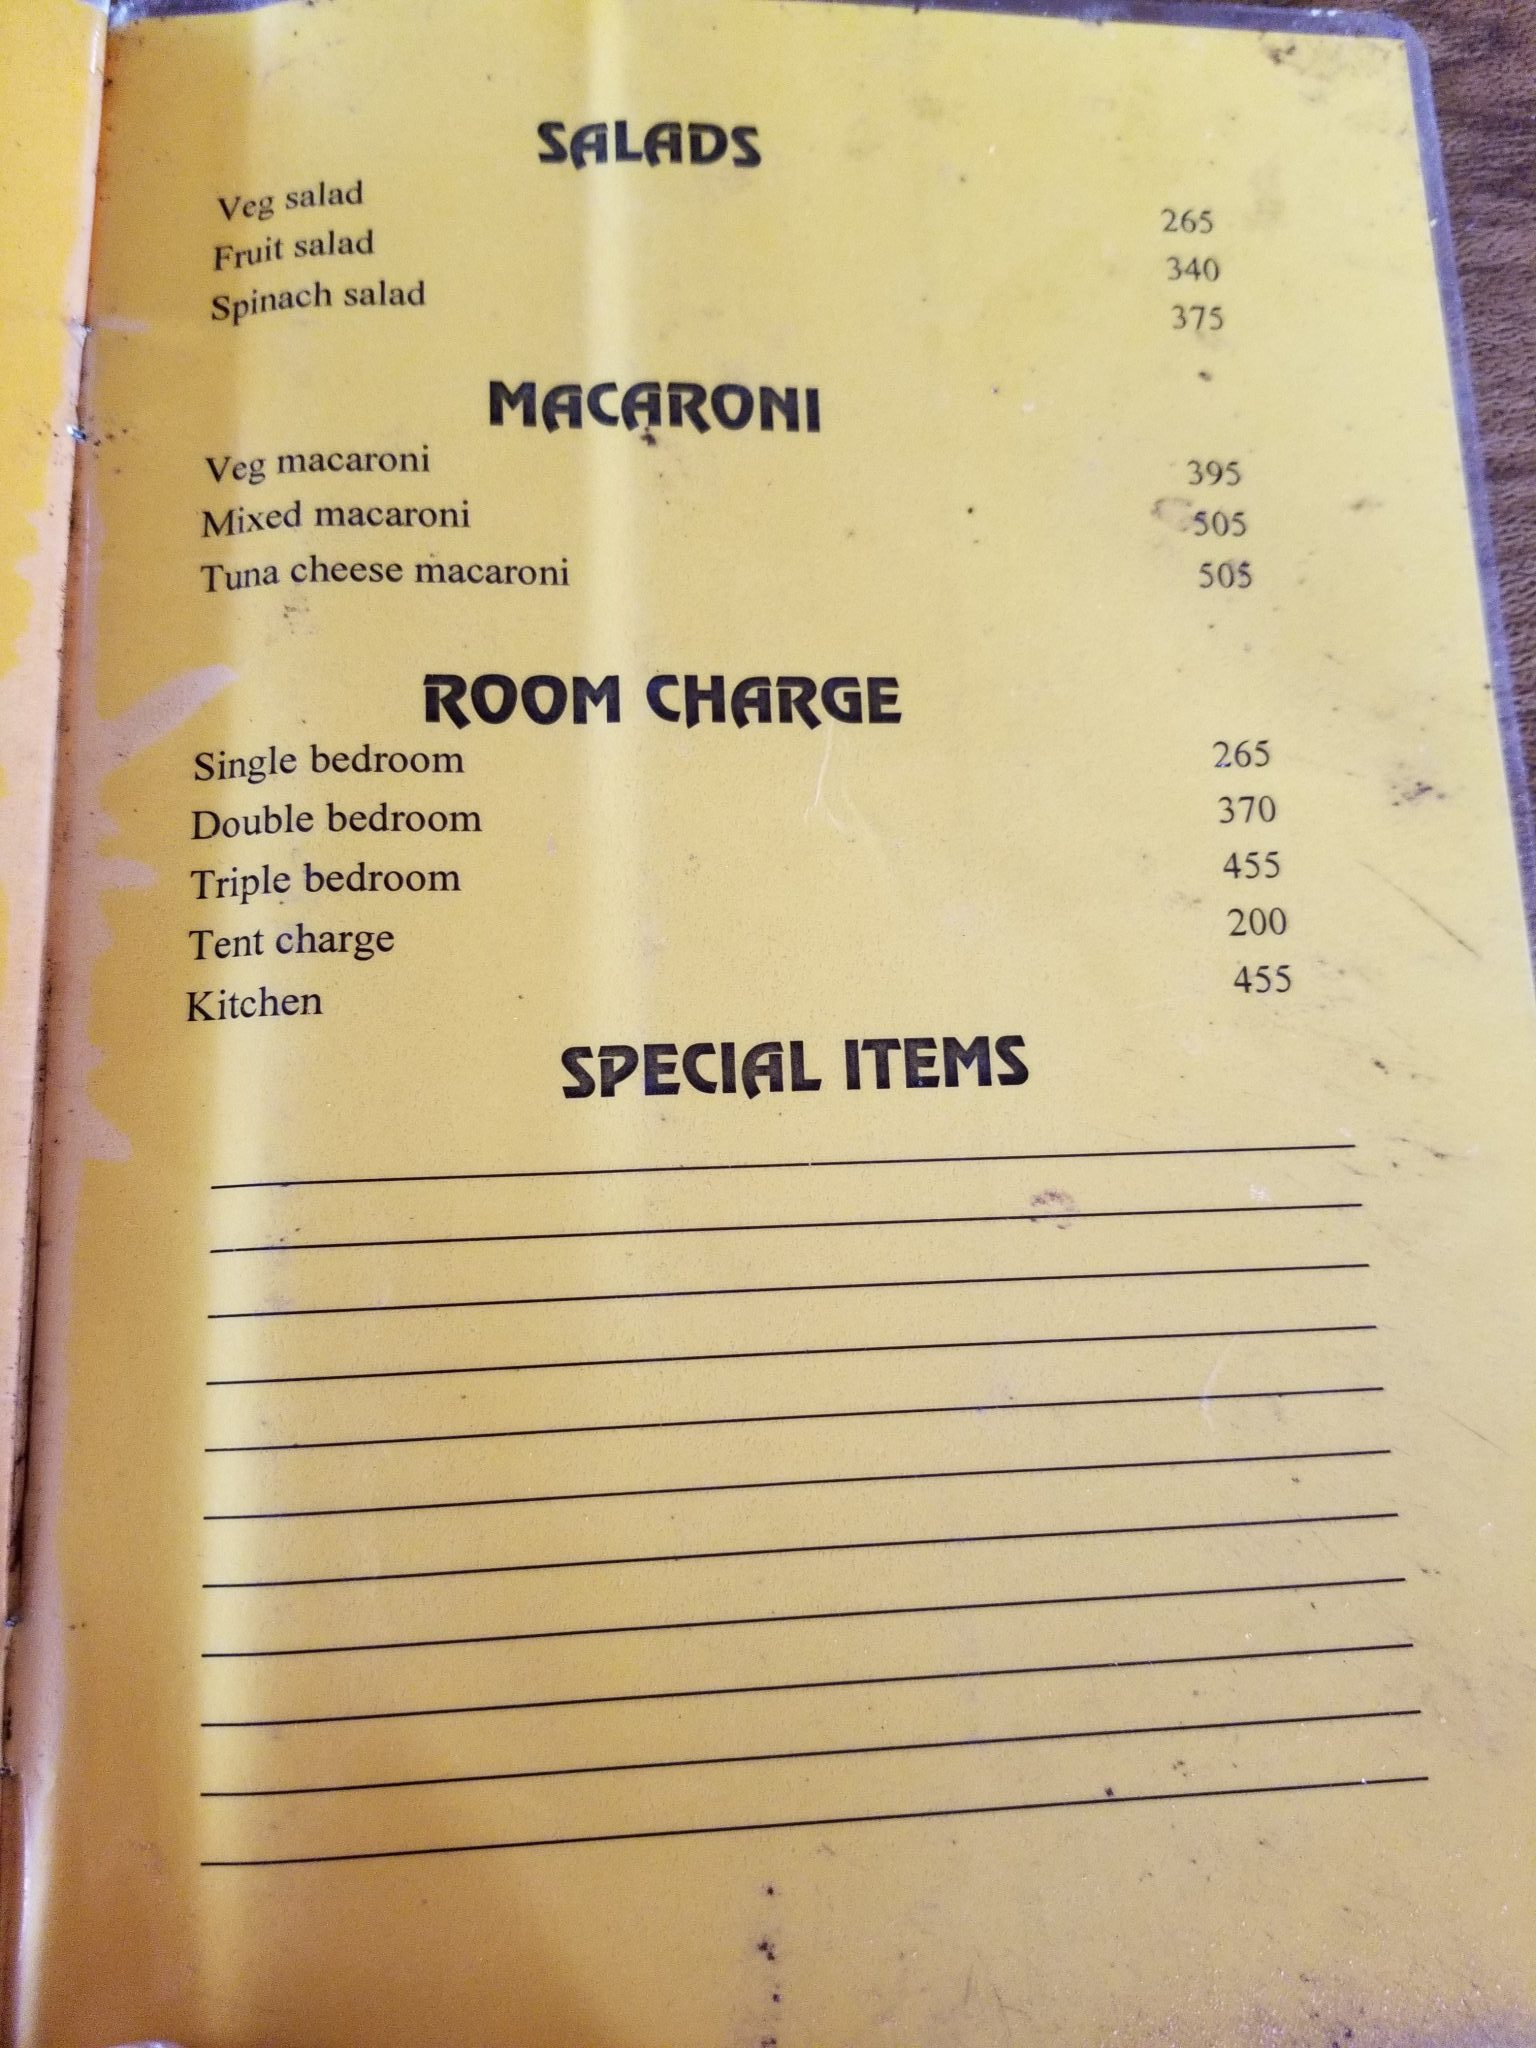 SALADS
Veg salad 265
Fruit salad 340
Spinach salad 375
MACARONI
Veg macaroni 395
Mixed macaroni 505
Tuna cheese macaroni 505
ROOM CHARGE
Single bedroom 265
Double bedroom 370
Triple bedroom 455
Tent charge 200
Kitchen 455
SPECIAL ITEMS